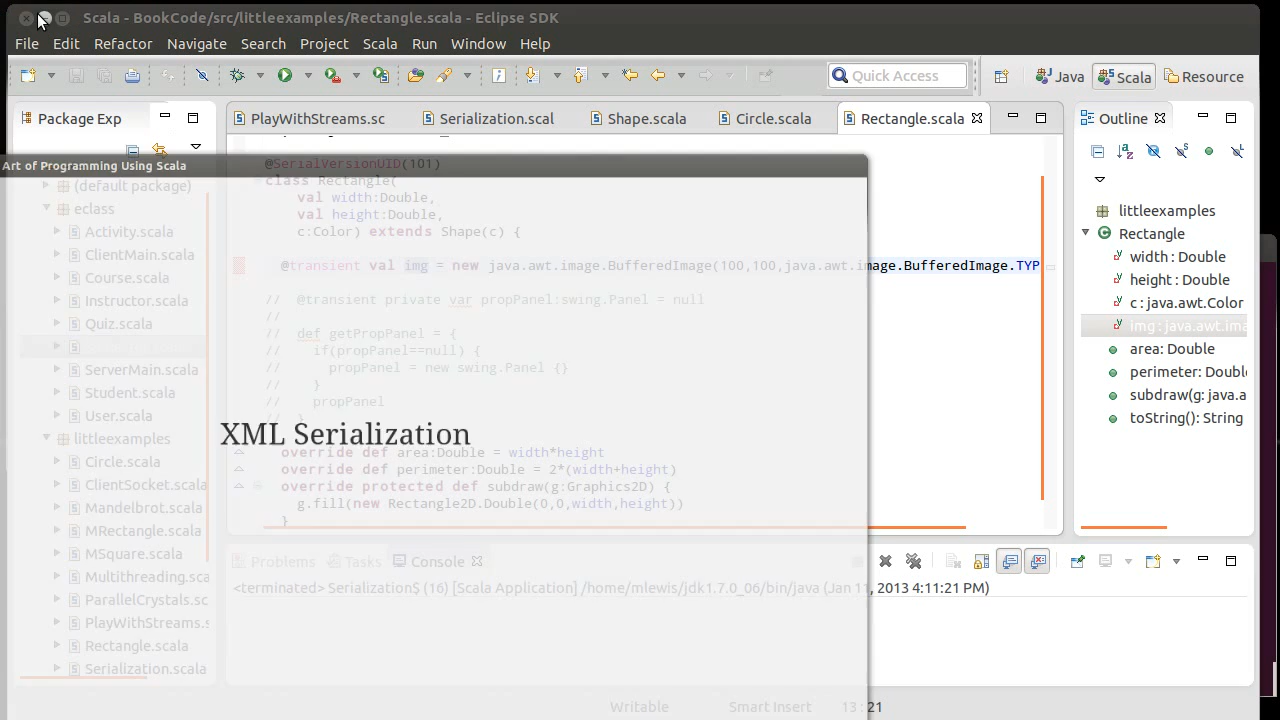 Scala - BookCode/src/littleexamples/Rectangle.scala - Eclipse SDK
File Edit Refactor Navigate Search Project Scala Run Window Help
Quick Access
Java
Scala
Resource
Package Exp
PlayWithStreams.sc
Serialization.scal
Shape.scala
Circle.scala
Rectangle.scala
Outline
Art of Programming Using Scala
(default package)
eclass
Activity.scala
ClientMain.scala
Course.scala
Instructor.scala
Quiz.scala
ServerMain.scala
Student.scala
User.scala
littleexamples
Circle.scala
ClientSocket.scala
Mandelbrot.scala
MRectangle.scala
MSquare.scala
Multithreading.sca
ParallelCrystals.sc
PlayWithStreams.s
Rectangle.scala
Serialization.scala
@SerialVersionUID(101)
class Rectangle(
val width:Double,
val height:Double,
c:Color) extends Shape(c) {
@transient val img = new java.awt.image.BufferedImage(100,100,java.awt.image.BufferedImage.TYP
// @transient private var propPanel:swing.Panel = null
//
// def getPropPanel = {
// if(propPanel==null) {
// propPanel = new swing.Panel {}
// }
// propPanel
// }
XML Serialization
override def area:Double = width*height
override def perimeter:Double = 2*(width+height)
override protected def subdraw(g:Graphics2D) {
g.fill(new Rectangle2D.Double(0,0,width,height))
}
littleexamples
Rectangle
width : Double
height : Double
c : java.awt.Color
img : java.awt.ima
area: Double
perimeter: Doubl
subdraw(g: java.a
toString(): String
Problems
Tasks
Console
<terminated> Serialization$ (16) [Scala Application] /home/mlewis/jdk1.7.0_06/bin/java (Jan 11, 2013 4:11:21 PM)
Writable
Smart Insert
13 : 21